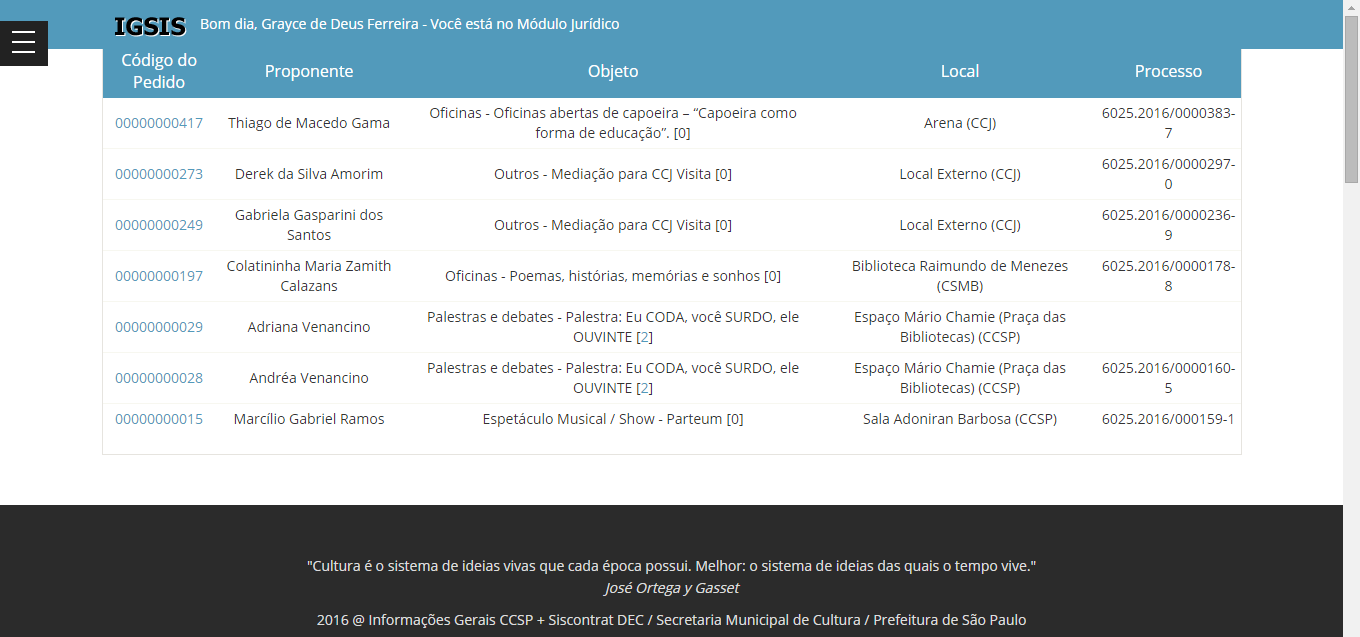 IGSIS Bom dia, Grayce de Deus Ferreira - Você está no Módulo Jurídico
Código do
Pedido
Proponente
Objeto
Local
Processo
00000000417
Thiago de Macedo Gama
Oficinas - Oficinas abertas de capoeira – “Capoeira como
forma de educação”. [0]
Arena (CCJ)
6025.2016/0000383-
7
00000000273
Derek da Silva Amorim
Outros - Mediação para CCJ Visita [0]
Local Externo (CCJ)
6025.2016/0000297-
0
00000000249
Gabriela Gasparini dos
Santos
Outros - Mediação para CCJ Visita [0]
Local Externo (CCJ)
6025.2016/0000236-
9
00000000197
Colatininha Maria Zamith
Calazans
Oficinas - Poemas, histórias, memórias e sonhos [0]
Biblioteca Raimundo de Menezes
(CSMB)
6025.2016/0000178-
8
00000000029
Adriana Venancino
Palestras e debates - Palestra: Eu CODA, você SURDO, ele
OUVINTE [2]
Espaço Mário Chamie (Praça das
Bibliotecas) (CCSP)
00000000028
Andréa Venancino
Palestras e debates - Palestra: Eu CODA, você SURDO, ele
OUVINTE [2]
Espaço Mário Chamie (Praça das
Bibliotecas) (CCSP)
6025.2016/0000160-
5
00000000015
Marcílio Gabriel Ramos
Espetáculo Musical / Show - Parteum [0]
Sala Adoniran Barbosa (CCSP)
6025.2016/000159-1
"Cultura é o sistema de ideias vivas que cada época possui. Melhor: o sistema de ideias das quais o tempo vive."
José Ortega y Gasset
2016 @ Informações Gerais CCSP + Siscontrat DEC / Secretaria Municipal de Cultura / Prefeitura de São Paulo